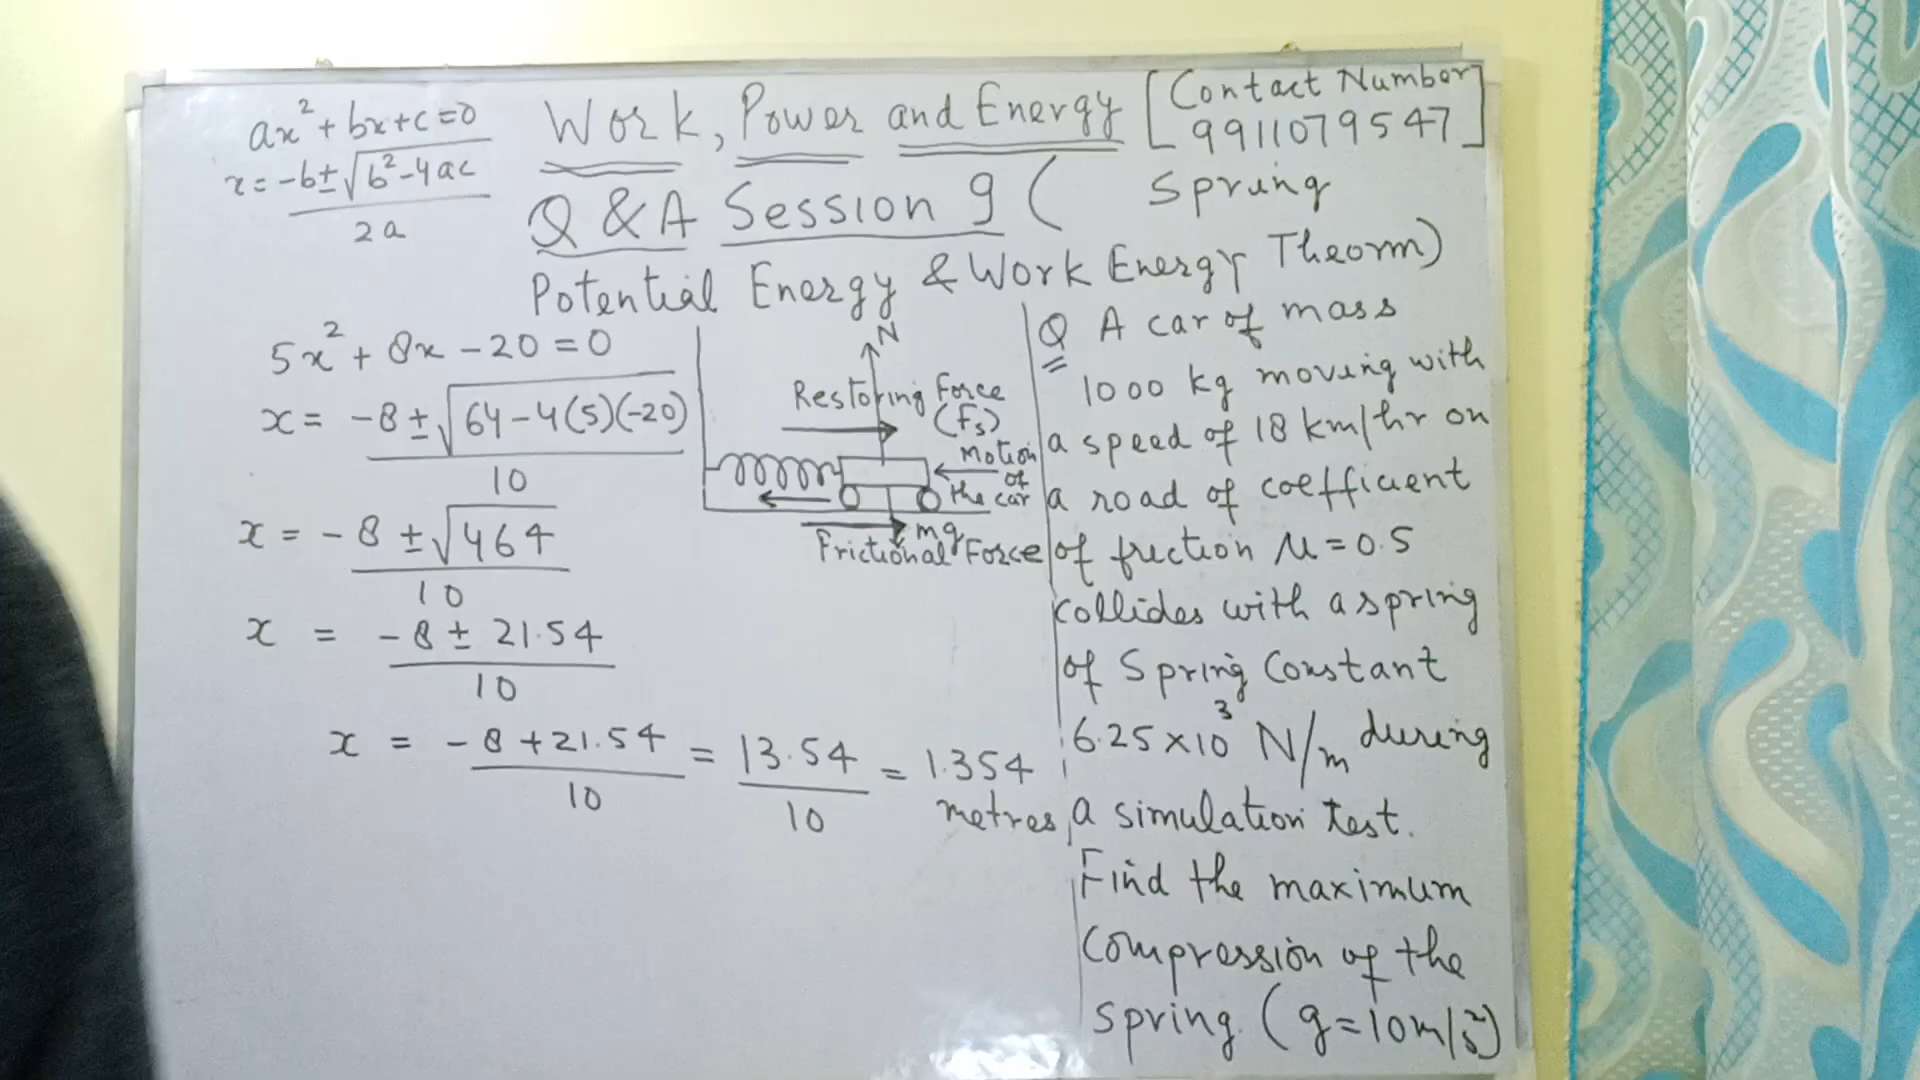 ax²+bx+c=0
x=-b±√b²-4ac
2a
Work, Power and Energy
[Contact Number
9911079547]
Q & A Session 9 ( Spring
Potential Energy & Work Energy Theorm)
5x²+8x-20=0
x= -8±√64-4(5)(-20)
10
x = -8±√464
10
x = -8±21.54
10
x = -8+21.54 = 13.54 = 1.354
10 10 metres
N
Restoring Force
(Fs)
Motion
of
the car
mg
Frictional Force
Q A car of mass
1000 kg moving with
a speed of 18 km/hr on
a road of coefficient
of friction μ=0.5
collides with a spring
of Spring Constant
6.25×10³ N/m during
a simulation test.
Find the maximum
compression of the
spring. (g=10m/s²)